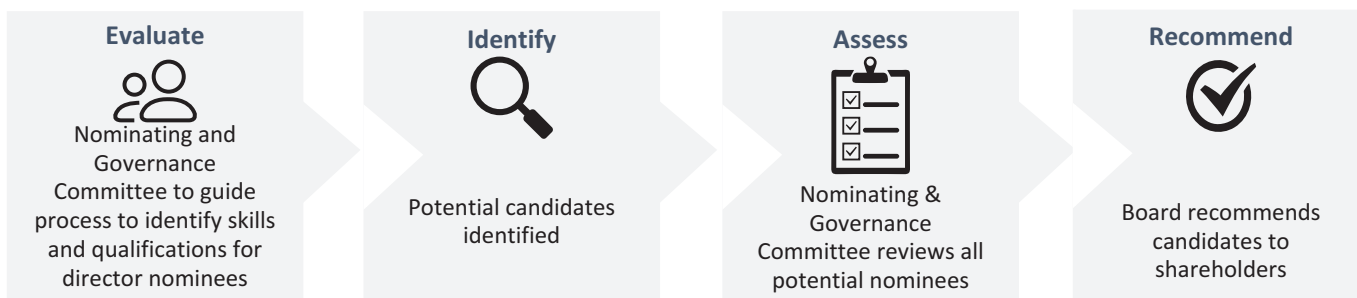 Evaluate
Nominating and
Governance
Committee to guide
process to identify skills
and qualifications for
director nominees
Identify
Potential candidates
identified
Assess
Nominating &
Governance
Committee reviews all
potential nominees
Recommend
Board recommends
candidates to
shareholders